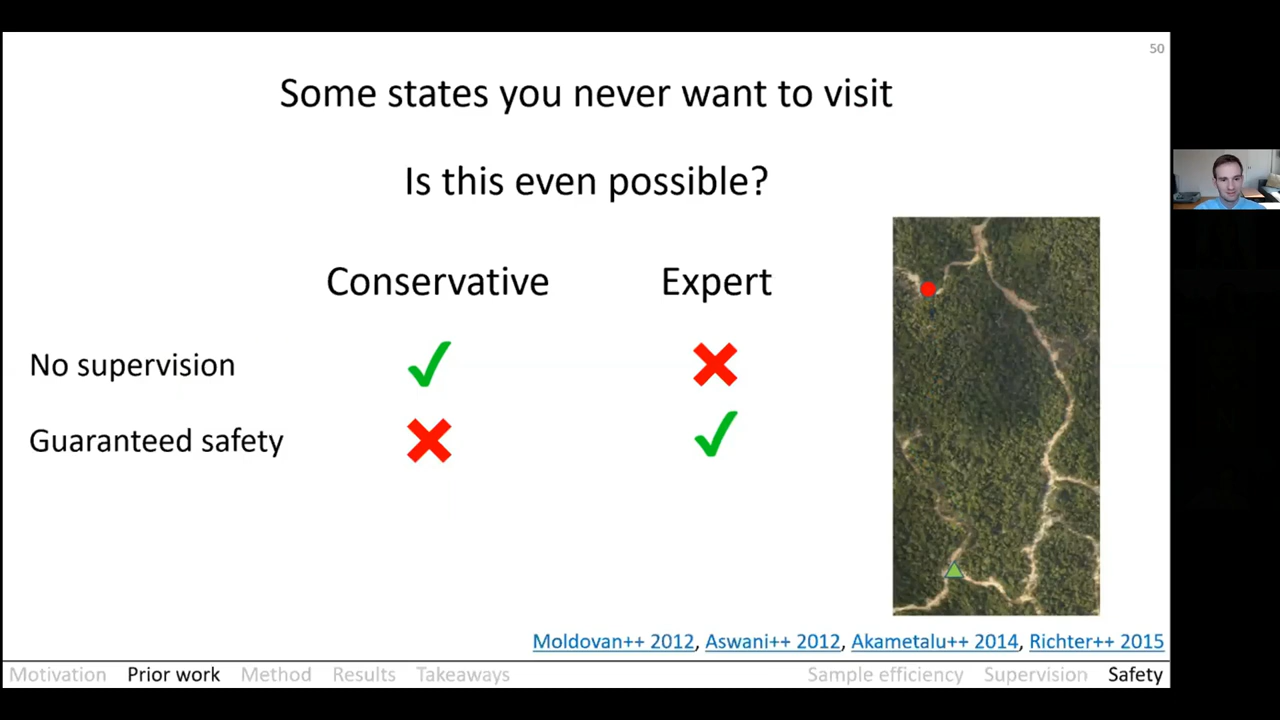 50
Some states you never want to visit
Is this even possible?
Conservative Expert
No supervision
Guaranteed safety
Moldovan++ 2012, Aswani++ 2012, Akametalu++ 2014, Richter++ 2015
Motivation Prior work Method Results Takeaways Sample efficiency Supervision Safety